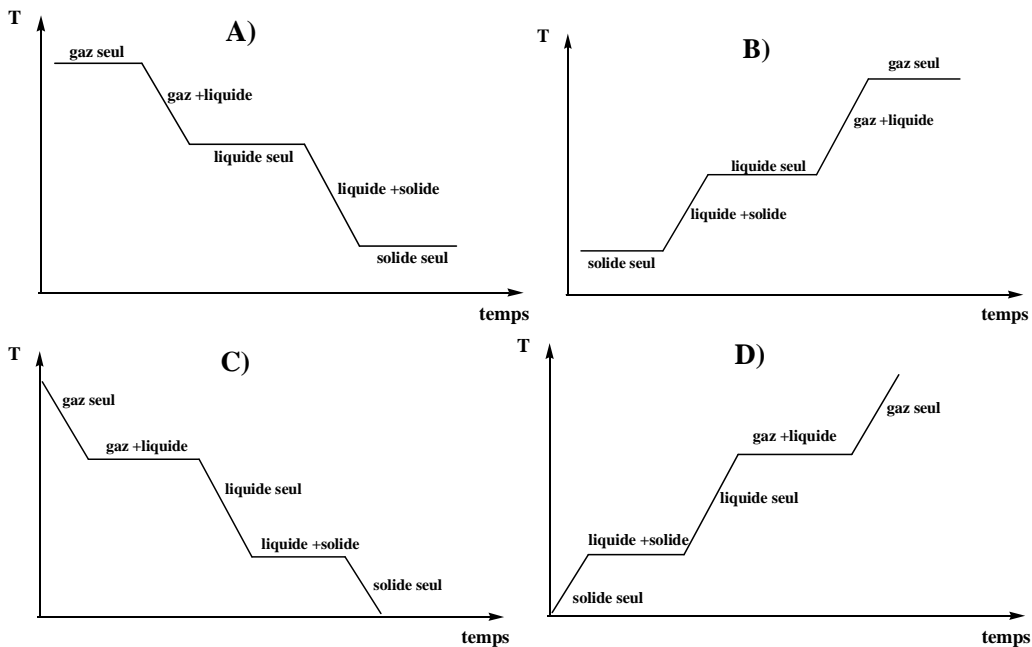 T
A)
gaz seul
gaz +liquide
liquide seul
liquide +solide
solide seul
temps
T
B)
gaz seul
gaz +liquide
liquide seul
liquide +solide
solide seul
temps
T
C)
gaz seul
gaz +liquide
liquide seul
liquide +solide
solide seul
temps
T
D)
gaz seul
gaz +liquide
liquide seul
liquide +solide
solide seul
temps